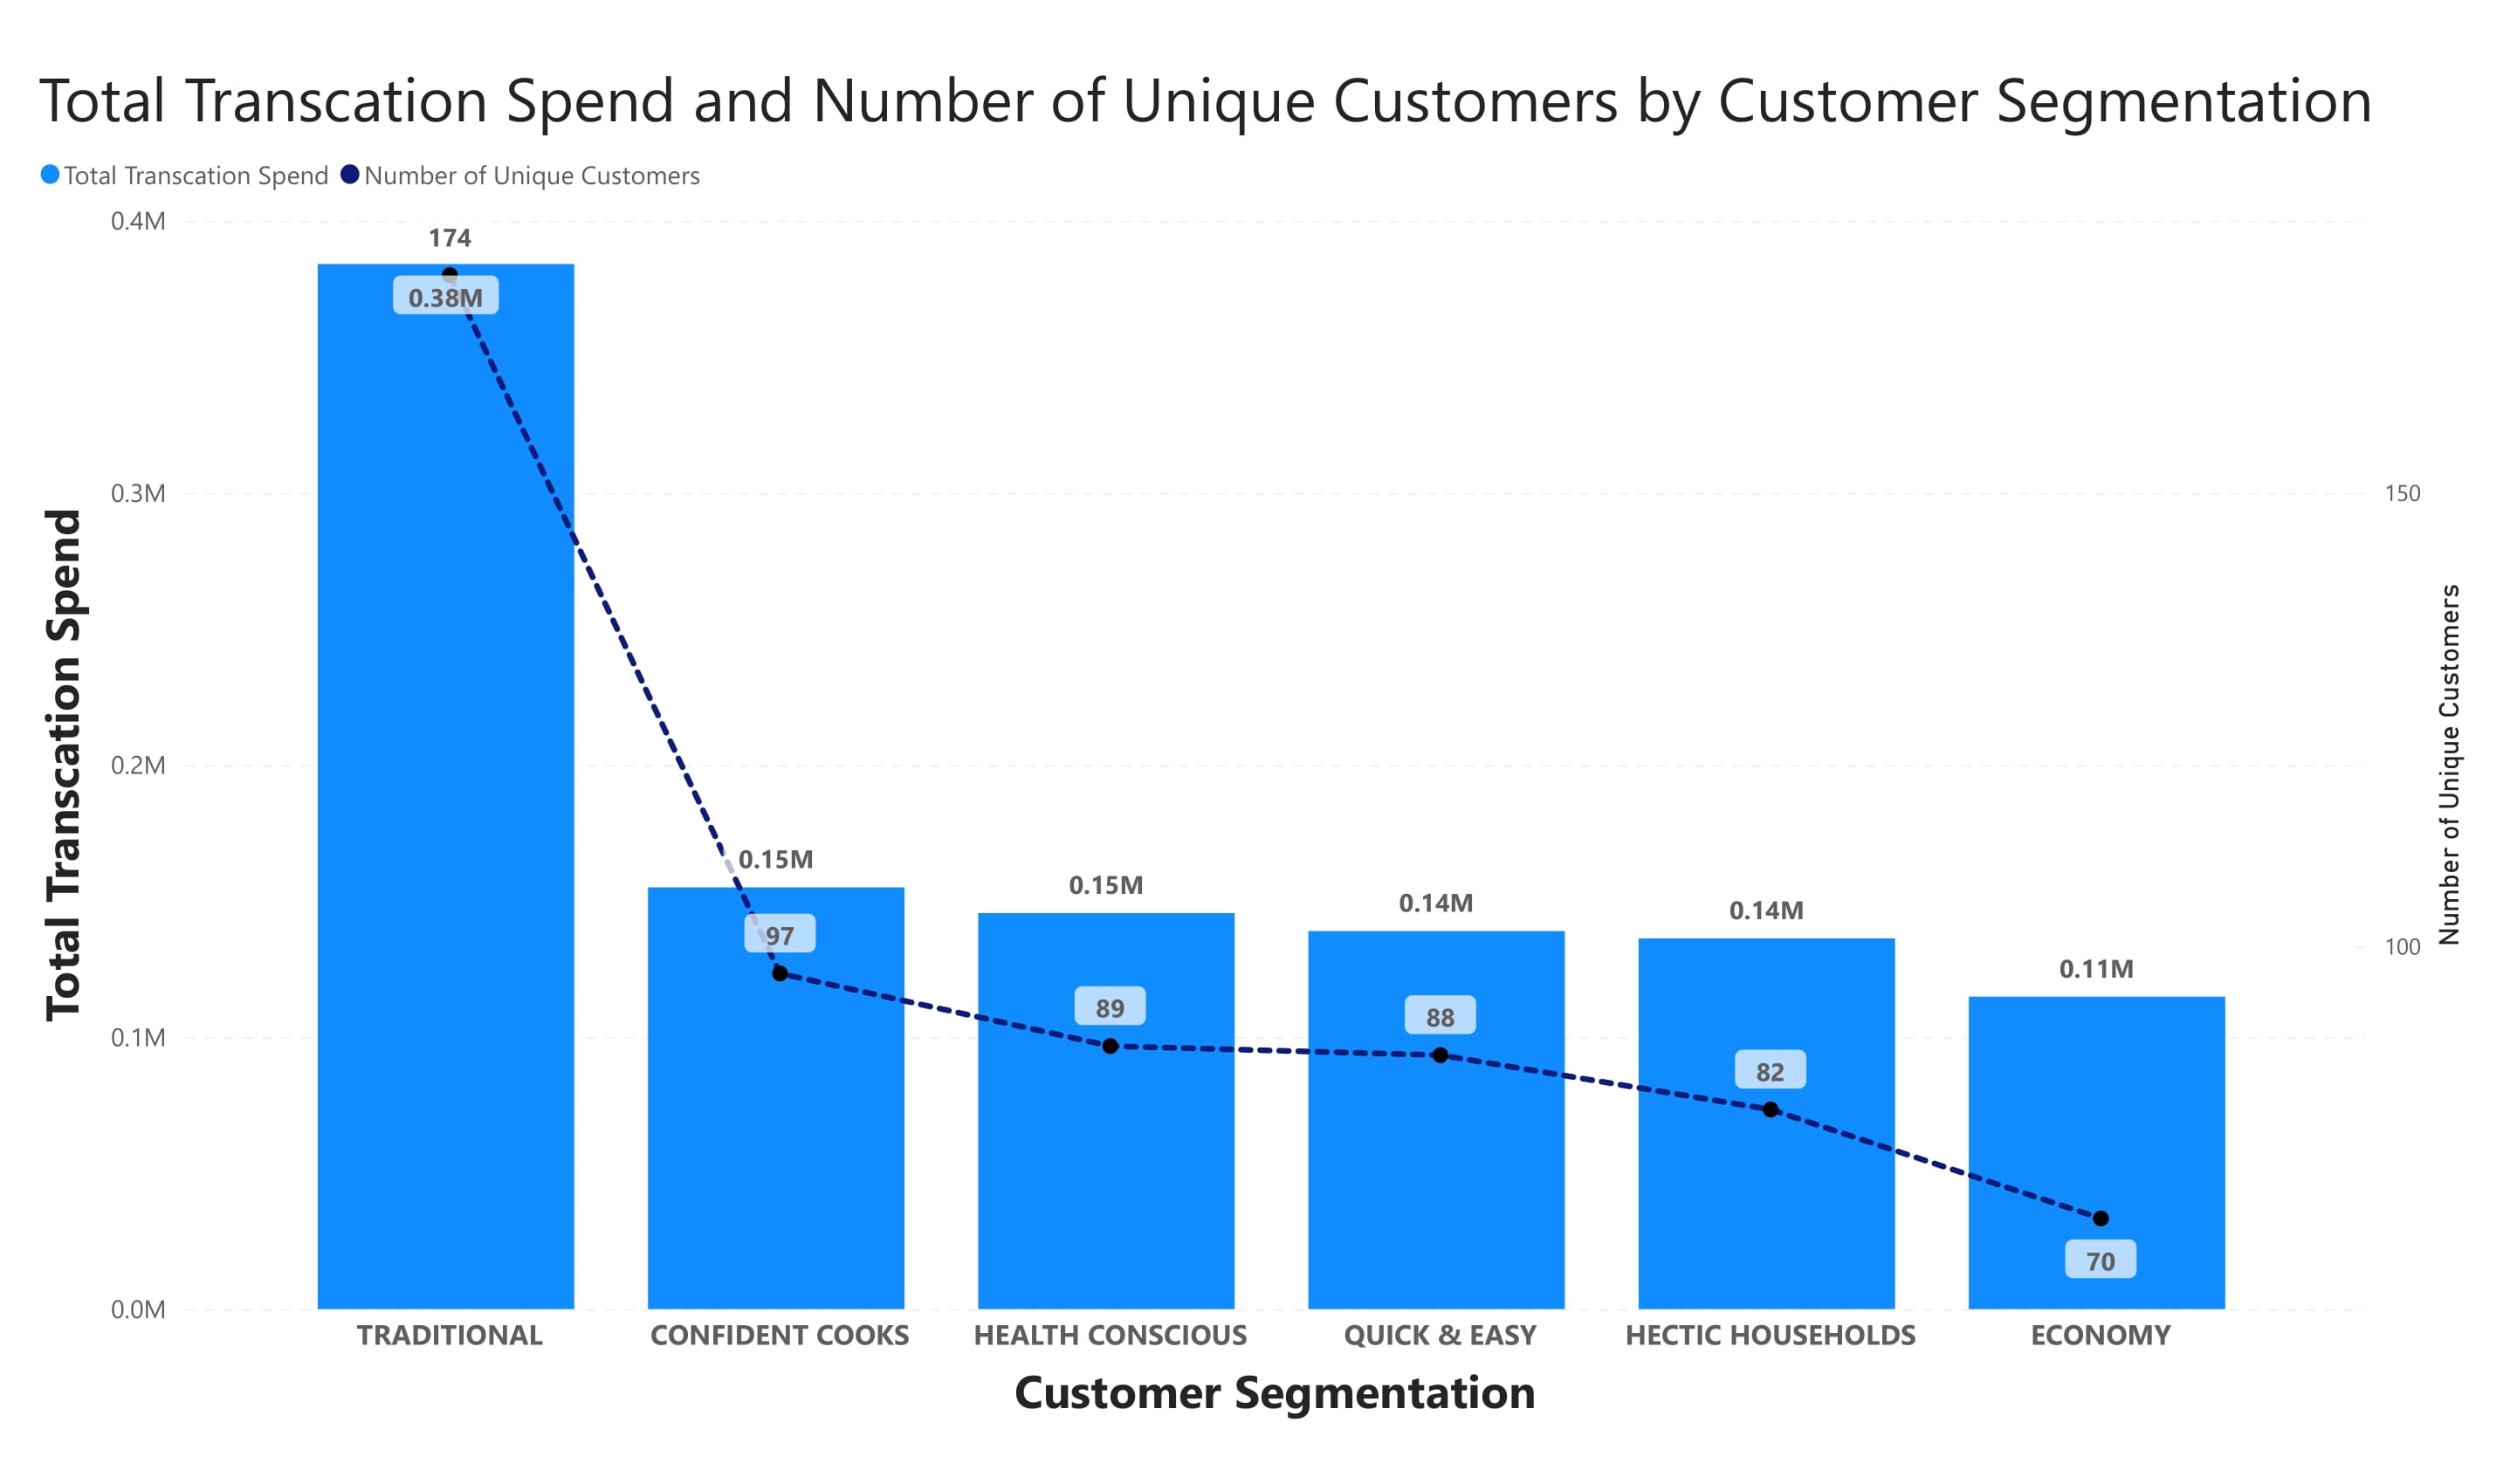 Total Transcation Spend and Number of Unique Customers by Customer Segmentation
Total Transcation Spend Number of Unique Customers
0.4M
174
0.38M
0.3M
150
0.2M
0.15M
0.15M
0.14M
0.14M
97
100
0.11M
89
88
0.1M
82
70
0.0M
TRADITIONAL CONFIDENT COOKS HEALTH CONSCIOUS QUICK & EASY HECTIC HOUSEHOLDS ECONOMY
Customer Segmentation
Total Transcation Spend
Number of Unique Customers